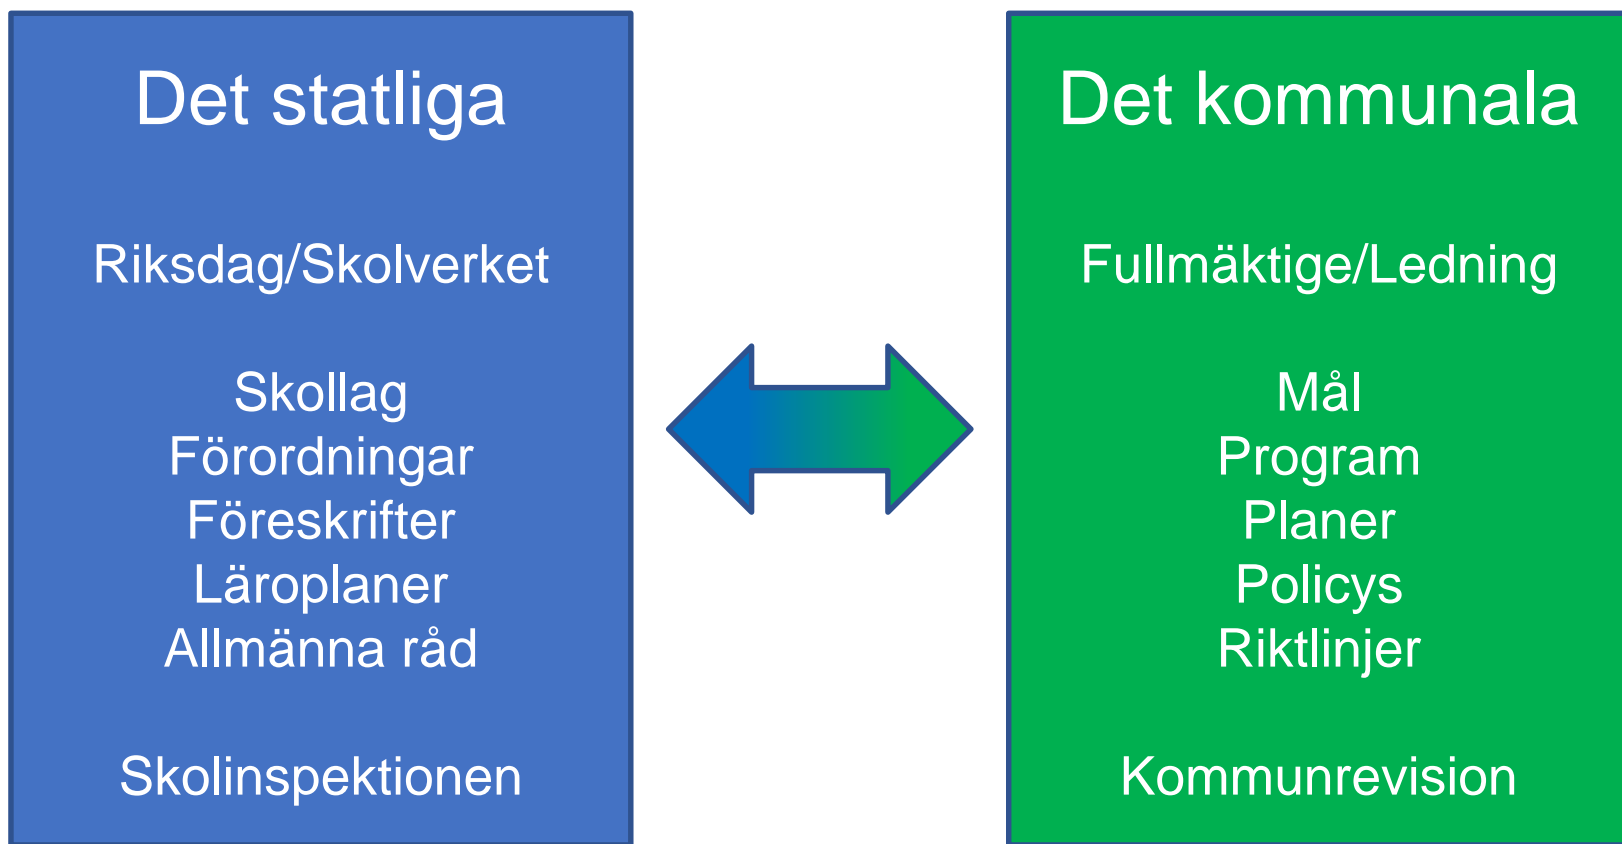 Det statliga
Riksdag/Skolverket
Skollag
Förordningar
Föreskrifter
Läroplaner
Allmänna råd
Skolinspektionen
Det kommunala
Fullmäktige/Ledning
Mål
Program
Planer
Policys
Riktlinjer
Kommunrevision